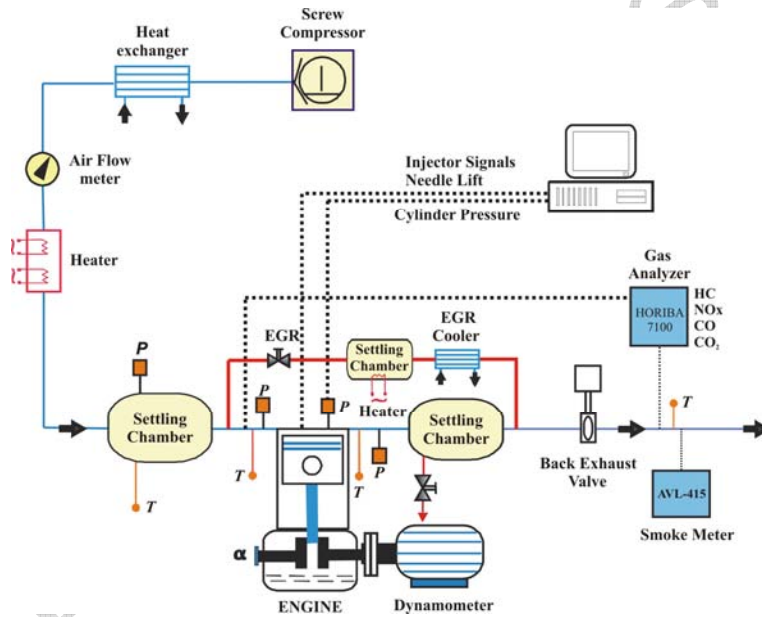 Screw
Compressor
Heat
exchanger
Air Flow
meter
Injector Signals
Needle Lift
Cylinder Pressure
Heater
Gas
Analyzer
HORIBA
7100
HC
NOx
CO
CO₂
EGR
EGR
Cooler
Settling
Chamber
Heater
P
P
P
P
Settling
Chamber
Settling
Chamber
T
T
T
T
Back Exhaust
Valve
AVL-415
Smoke Meter
α
ENGINE
Dynamometer